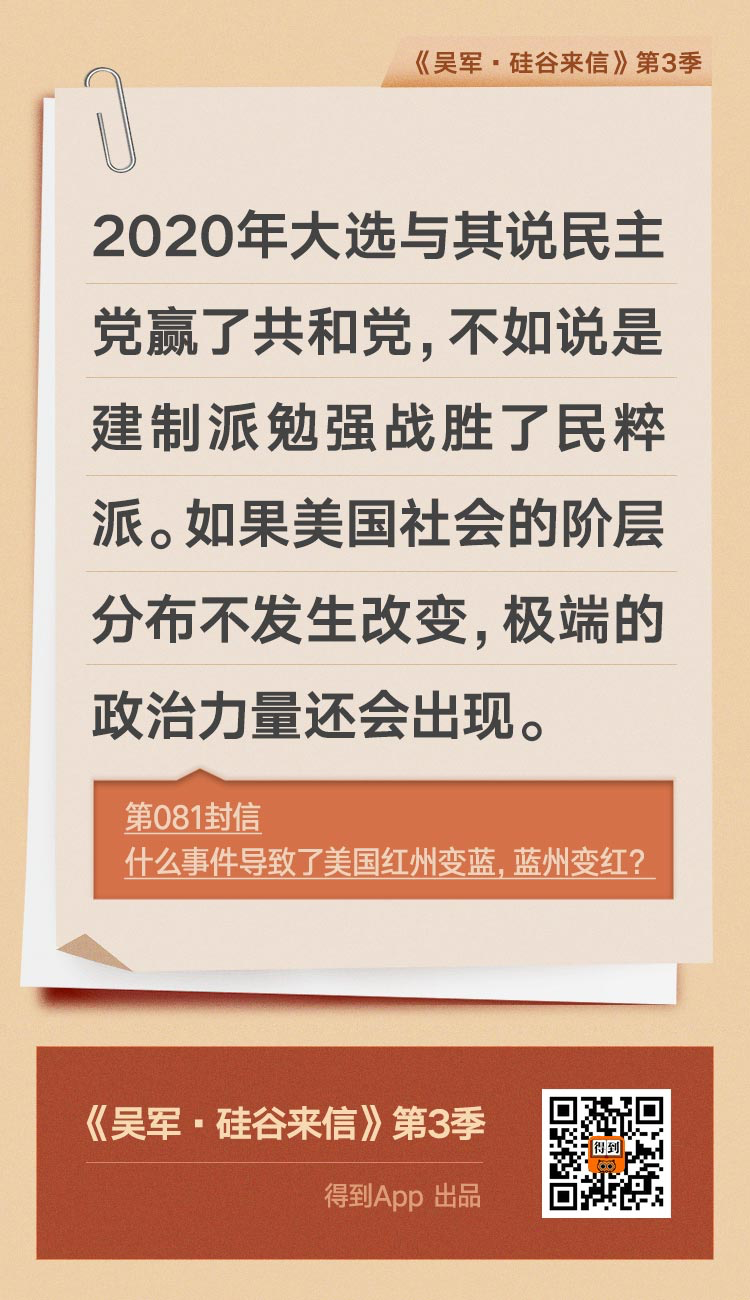 《吴军·硅谷来信》第3季
2020年大选与其说民主
党赢了共和党，不如说是
建制派勉强战胜了民粹
派。如果美国社会的阶层
分布不发生改变，极端的
政治力量还会出现。
第081封信
什么事件导致了美国红州变蓝，蓝州变红？
《吴军·硅谷来信》第3季
得到
得到App 出品